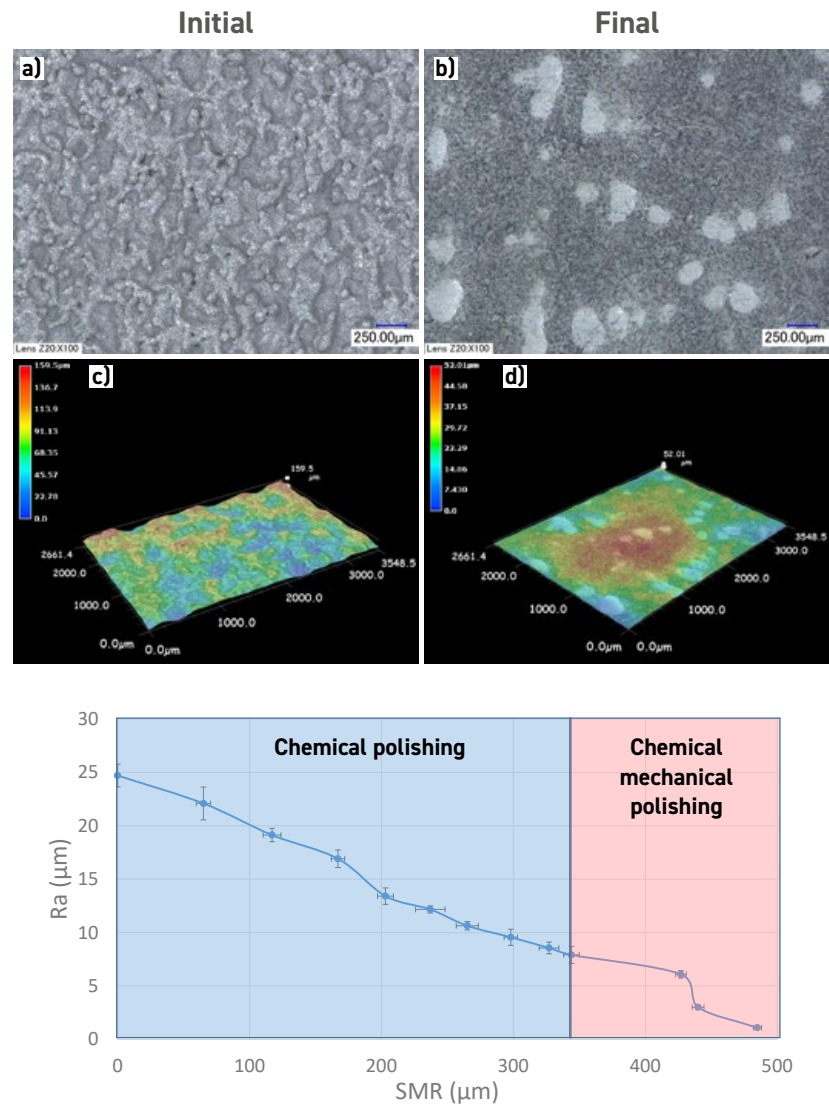 Initial
Final
a)
b)
250.00µm
Lens Z20:X100
250.00µm
Lens Z20:X100
c)
159.5µm
136.7
113.9
91.13
68.35
45.57
22.78
0.0
159.5
µm
2661.4
2000.0
1000.0
0.0µm
0.0µm
1000.0
2000.0
3000.0
3548.5
d)
52.01µm
44.58
37.15
29.72
22.29
14.86
7.430
0.0
52.01
µm
2661.4
2000.0
1000.0
0.0µm
0.0µm
1000.0
2000.0
3000.0
3548.5
Chemical polishing
Chemical
mechanical
polishing
Ra (µm)
30
25
20
15
10
5
0
0
100
200
300
400
500
SMR (µm)